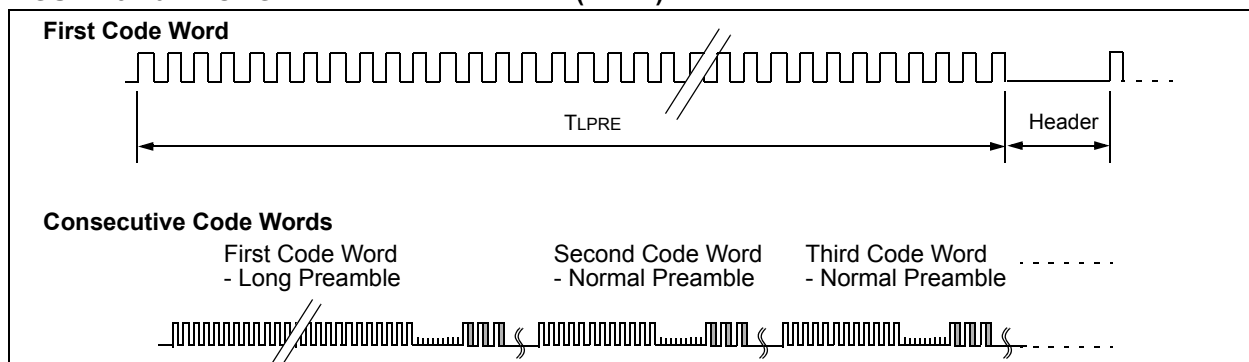 First Code Word
TLPRE
Header
Consecutive Code Words
First Code Word
- Long Preamble
Second Code Word
- Normal Preamble
Third Code Word
- Normal Preamble